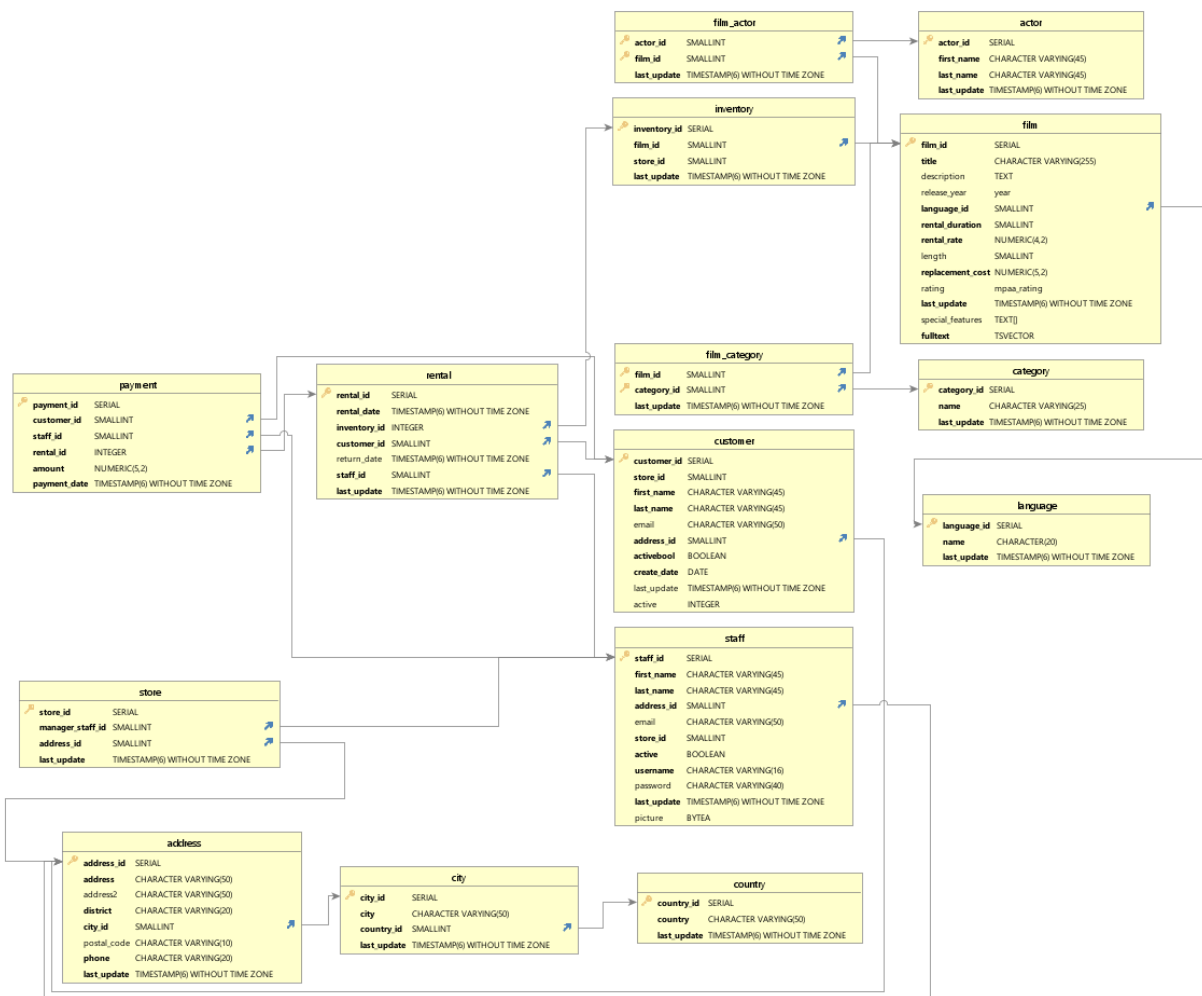 film_actor
actor_id SMALLINT
film_id SMALLINT
last_update TIMESTAMP(6) WITHOUT TIME ZONE
actor
actor_id SERIAL
first_name CHARACTER VARYING(45)
last_name CHARACTER VARYING(45)
last_update TIMESTAMP(6) WITHOUT TIME ZONE
inventory
inventory_id SERIAL
film_id SMALLINT
store_id SMALLINT
last_update TIMESTAMP(6) WITHOUT TIME ZONE
film
film_id SERIAL
title CHARACTER VARYING(255)
description TEXT
release_year year
language_id SMALLINT
rental_duration SMALLINT
rental_rate NUMERIC(4,2)
length SMALLINT
replacement_cost NUMERIC(5,2)
rating mpaa_rating
last_update TIMESTAMP(6) WITHOUT TIME ZONE
special_features TEXT[]
fulltext TSVECTOR
film_category
film_id SMALLINT
category_id SMALLINT
last_update TIMESTAMP(6) WITHOUT TIME ZONE
category
category_id SERIAL
name CHARACTER VARYING(25)
last_update TIMESTAMP(6) WITHOUT TIME ZONE
payment
payment_id SERIAL
customer_id SMALLINT
staff_id SMALLINT
rental_id INTEGER
amount NUMERIC(5,2)
payment_date TIMESTAMP(6) WITHOUT TIME ZONE
rental
rental_id SERIAL
rental_date TIMESTAMP(6) WITHOUT TIME ZONE
inventory_id INTEGER
customer_id SMALLINT
return_date TIMESTAMP(6) WITHOUT TIME ZONE
staff_id SMALLINT
last_update TIMESTAMP(6) WITHOUT TIME ZONE
customer
customer_id SERIAL
store_id SMALLINT
first_name CHARACTER VARYING(45)
last_name CHARACTER VARYING(45)
email CHARACTER VARYING(50)
address_id SMALLINT
activebool BOOLEAN
create_date DATE
last_update TIMESTAMP(6) WITHOUT TIME ZONE
active INTEGER
language
language_id SERIAL
name CHARACTER(20)
last_update TIMESTAMP(6) WITHOUT TIME ZONE
staff
staff_id SERIAL
first_name CHARACTER VARYING(45)
last_name CHARACTER VARYING(45)
address_id SMALLINT
email CHARACTER VARYING(50)
store_id SMALLINT
active BOOLEAN
username CHARACTER VARYING(16)
password CHARACTER VARYING(40)
last_update TIMESTAMP(6) WITHOUT TIME ZONE
picture BYTEA
store
store_id SERIAL
manager_staff_id SMALLINT
address_id SMALLINT
last_update TIMESTAMP(6) WITHOUT TIME ZONE
address
address_id SERIAL
address CHARACTER VARYING(50)
address2 CHARACTER VARYING(50)
district CHARACTER VARYING(20)
city_id SMALLINT
postal_code CHARACTER VARYING(10)
phone CHARACTER VARYING(20)
last_update TIMESTAMP(6) WITHOUT TIME ZONE
city
city_id SERIAL
city CHARACTER VARYING(50)
country_id SMALLINT
last_update TIMESTAMP(6) WITHOUT TIME ZONE
country
country_id SERIAL
country CHARACTER VARYING(50)
last_update TIMESTAMP(6) WITHOUT TIME ZONE